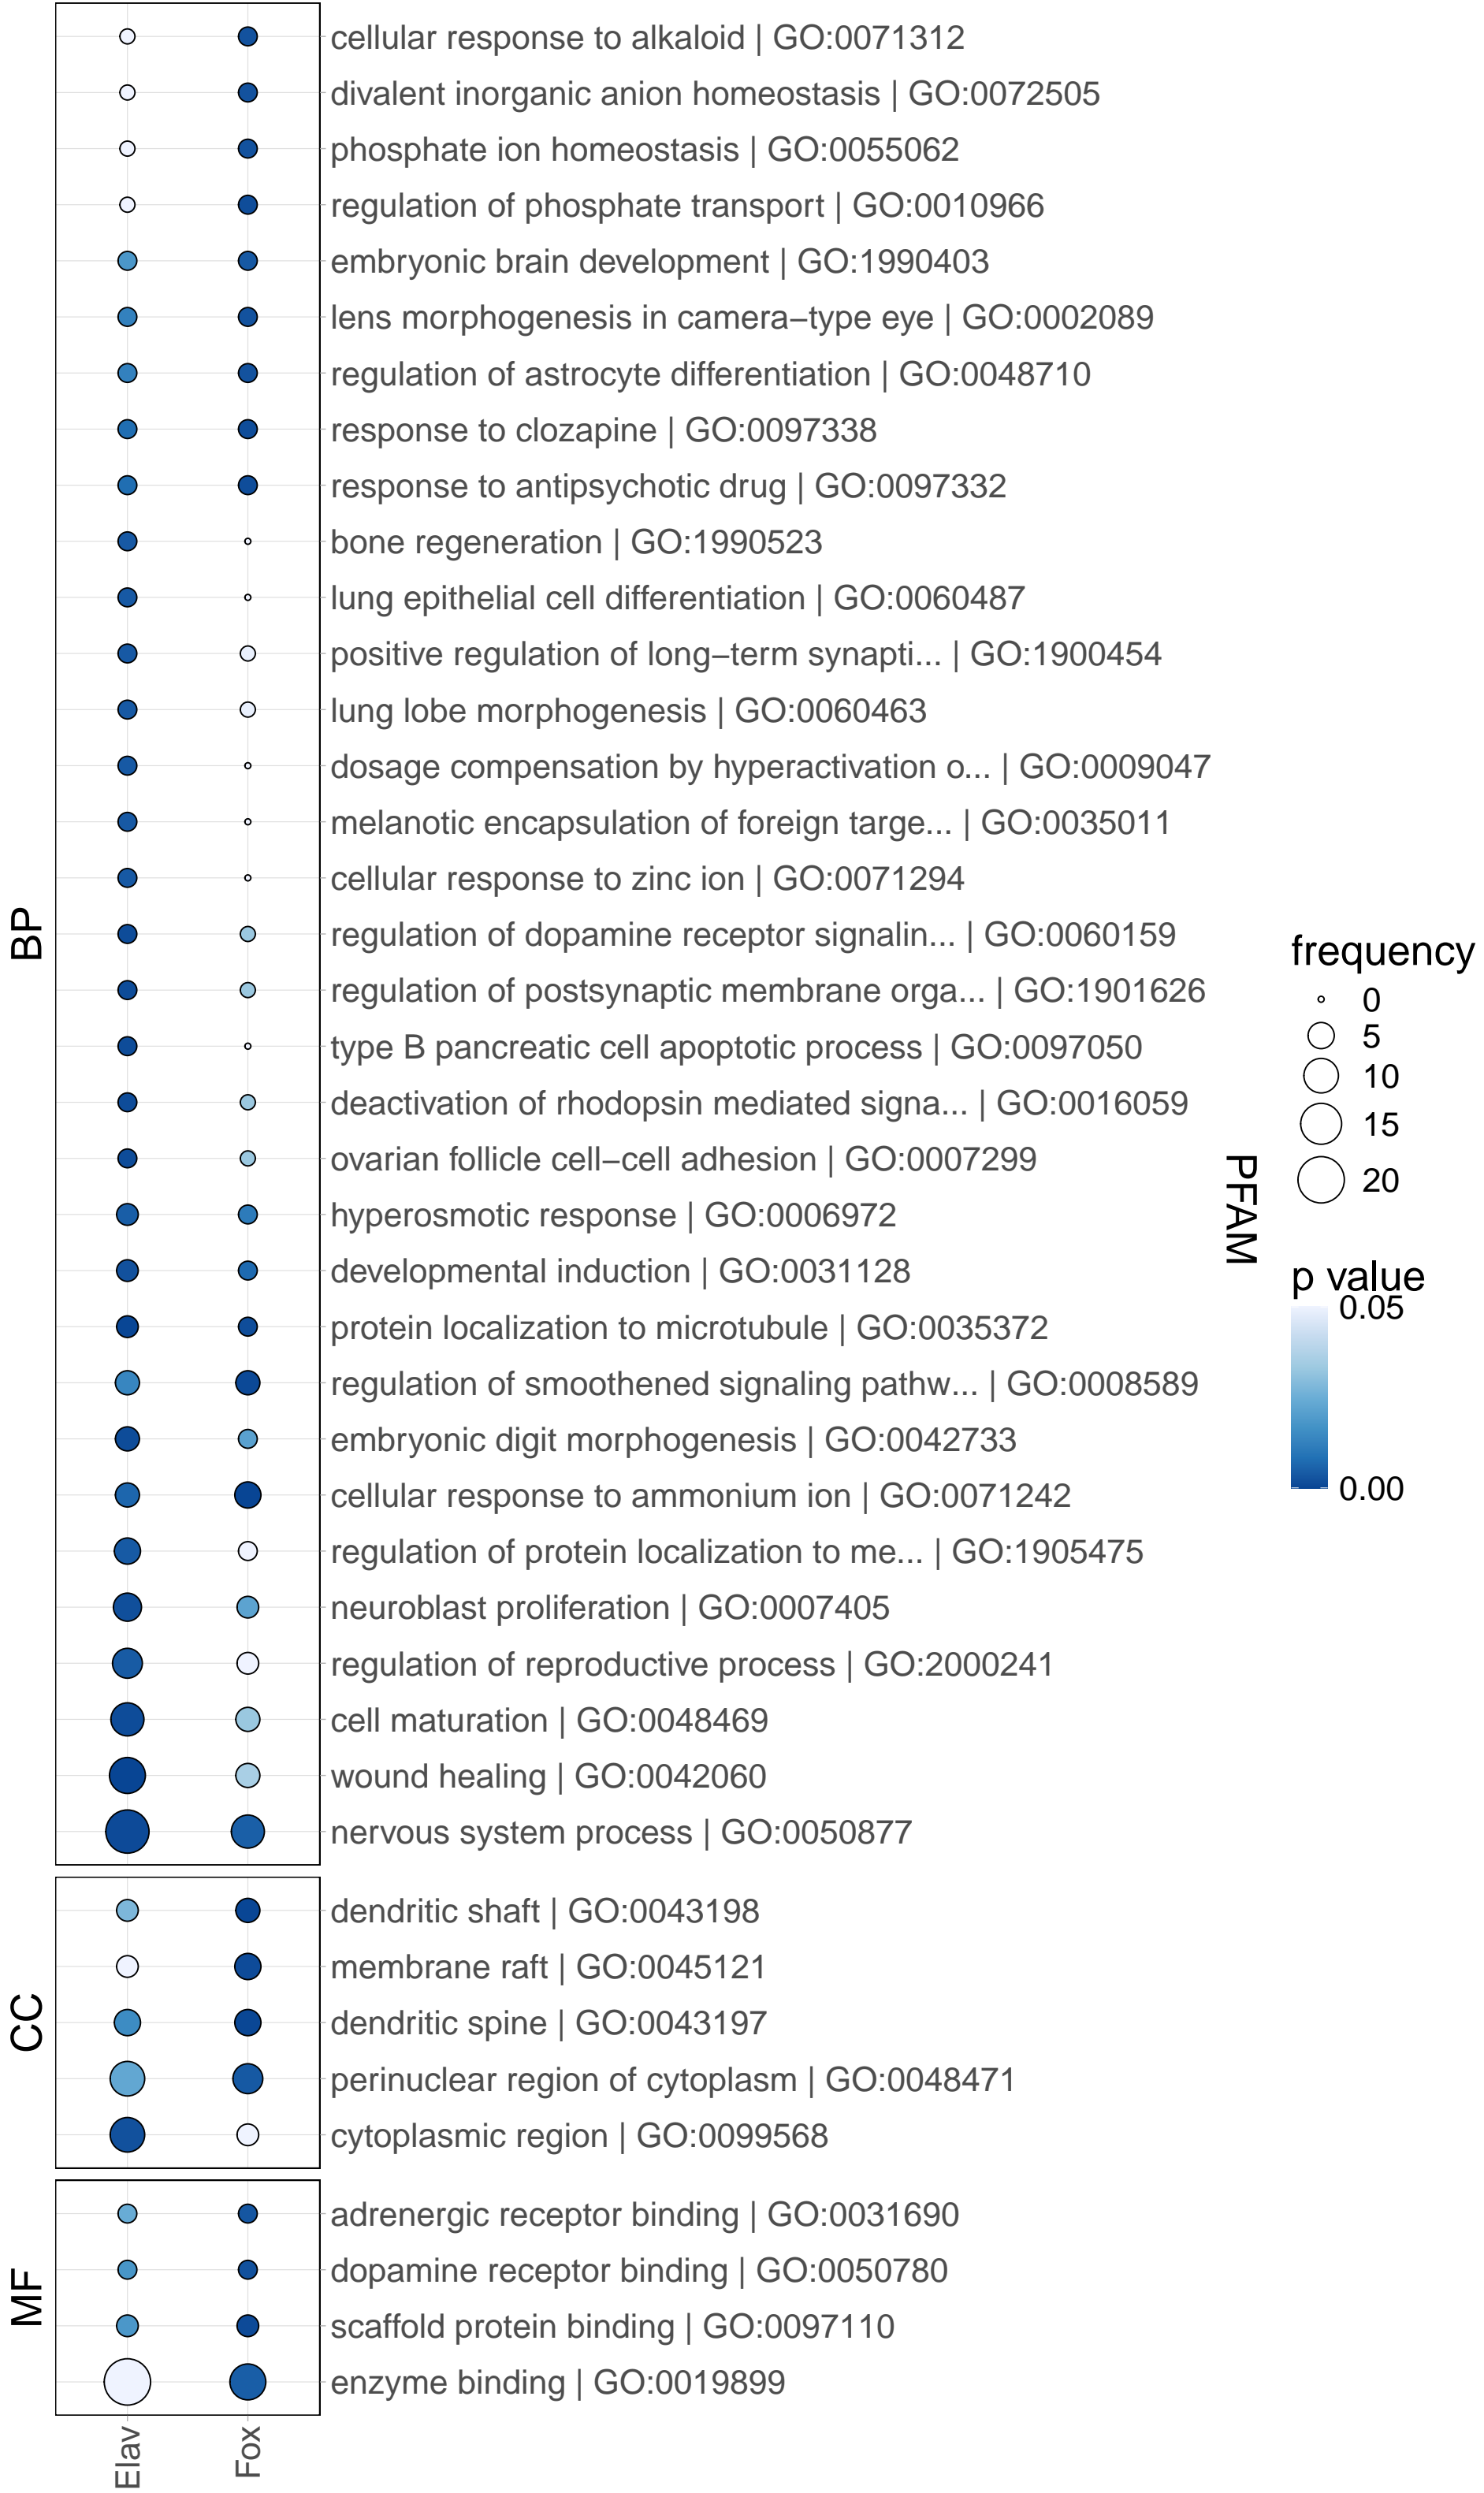 BP
cellular response to alkaloid | GO:0071312
divalent inorganic anion homeostasis | GO:0072505
phosphate ion homeostasis | GO:0055062
regulation of phosphate transport | GO:0010966
embryonic brain development | GO:1990403
lens morphogenesis in camera−type eye | GO:0002089
regulation of astrocyte differentiation | GO:0048710
response to clozapine | GO:0097338
response to antipsychotic drug | GO:0097332
bone regeneration | GO:1990523
lung epithelial cell differentiation | GO:0060487
positive regulation of long−term synapti... | GO:1900454
lung lobe morphogenesis | GO:0060463
dosage compensation by hyperactivation o... | GO:0009047
melanotic encapsulation of foreign targe... | GO:0035011
cellular response to zinc ion | GO:0071294
regulation of dopamine receptor signalin... | GO:0060159
regulation of postsynaptic membrane orga... | GO:1901626
type B pancreatic cell apoptotic process | GO:0097050
deactivation of rhodopsin mediated signa... | GO:0016059
ovarian follicle cell−cell adhesion | GO:0007299
hyperosmotic response | GO:0006972
developmental induction | GO:0031128
protein localization to microtubule | GO:0035372
regulation of smoothened signaling pathw... | GO:0008589
embryonic digit morphogenesis | GO:0042733
cellular response to ammonium ion | GO:0071242
regulation of protein localization to me... | GO:1905475
neuroblast proliferation | GO:0007405
regulation of reproductive process | GO:2000241
cell maturation | GO:0048469
wound healing | GO:0042060
nervous system process | GO:0050877
CC
dendritic shaft | GO:0043198
membrane raft | GO:0045121
dendritic spine | GO:0043197
perinuclear region of cytoplasm | GO:0048471
cytoplasmic region | GO:0099568
MF
adrenergic receptor binding | GO:0031690
dopamine receptor binding | GO:0050780
scaffold protein binding | GO:0097110
enzyme binding | GO:0019899
Elav
Fox
PFAM
frequency
0
5
10
15
20
p value
0.05
0.00